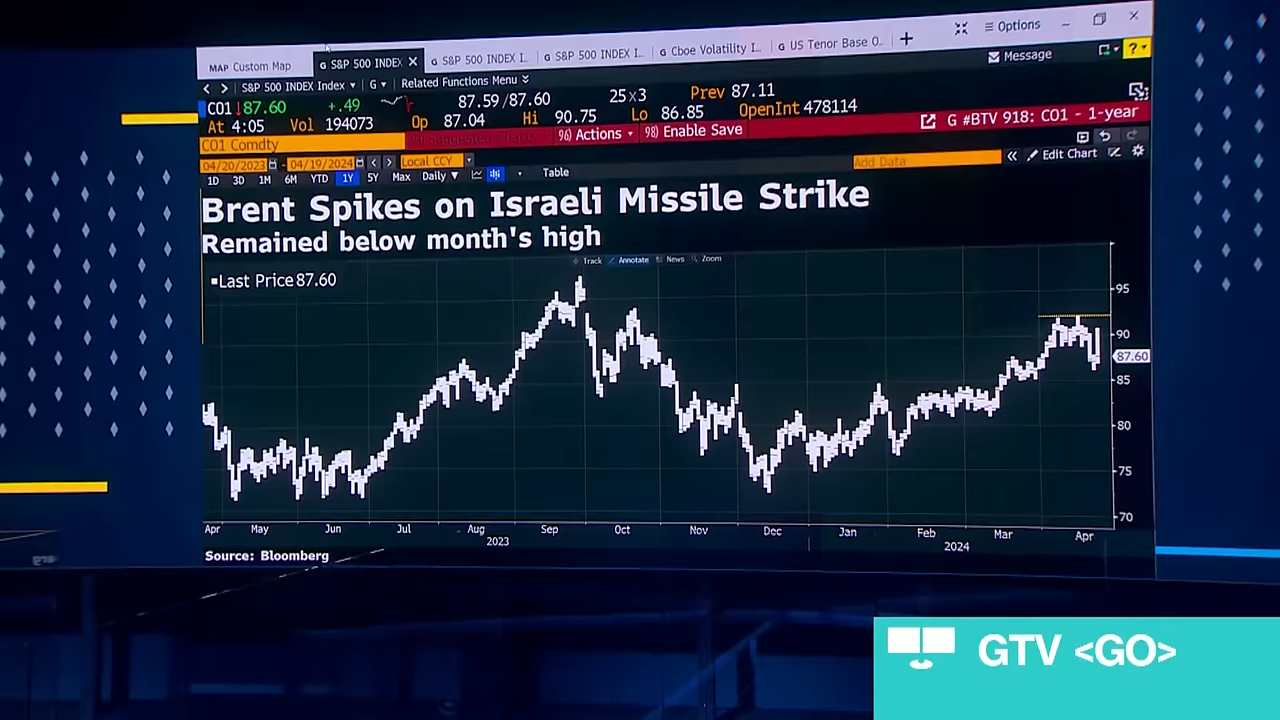 MAP Custom Map G S&P 500 INDEX G S&P 500 INDEX I.. G S&P 500 INDEX I.. G Cboe Volatility I.. G US Tenor Base O.. + Options
S&P 500 INDEX Index G Related Functions Menu Message ?
CO1 87.60 +.49 87.59/87.60 25x3 Prev 87.11
At 4:05 Vol 194073 Op 87.04 Hi 90.75 Lo 86.85 OpenInt 478114
CO1 Comdty 96) Actions 98) Enable Save G #BTV 918: CO1 - 1-year
04/20/2023 - 04/19/2024 Local CCY Add Data « Edit Chart
1D 3D 1M 6M YTD 1Y 5Y Max Daily Table
Brent Spikes on Israeli Missile Strike
Remained below month's high
Track Annotate News Zoom
Last Price 87.60
95
90
87.60
85
80
75
70
Apr May Jun Jul Aug Sep Oct Nov Dec Jan Feb Mar Apr
2023 2024
Source: Bloomberg
GTV <GO>